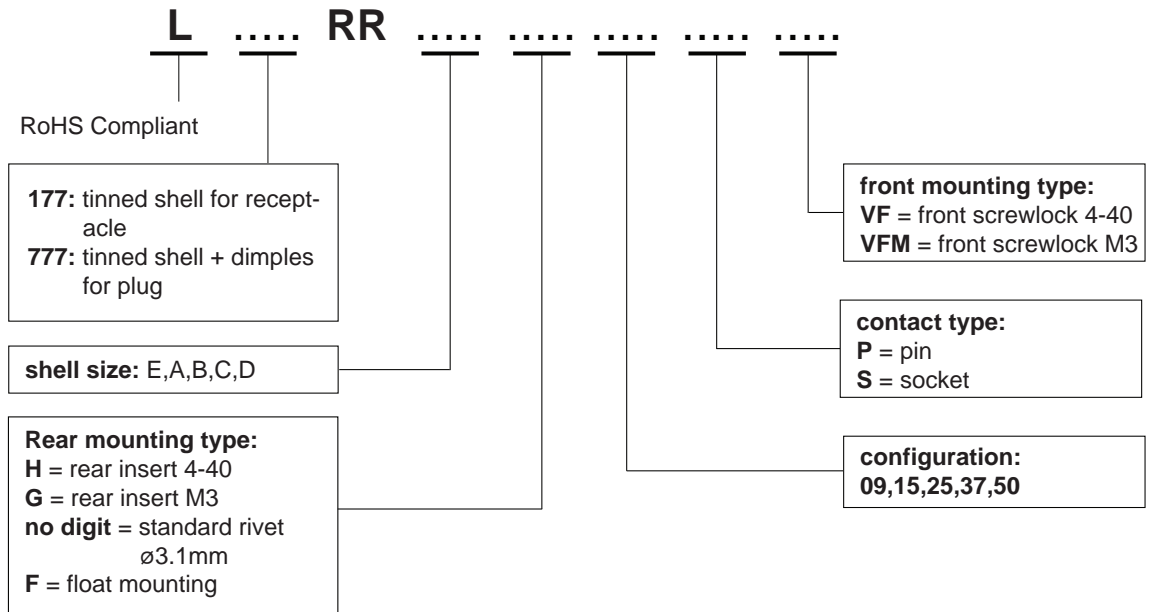 L ..... RR ..... ..... ..... ..... .....
RoHS Compliant
177: tinned shell for recept-
acle
777: tinned shell + dimples
for plug
shell size: E,A,B,C,D
Rear mounting type:
H = rear insert 4-40
G = rear insert M3
no digit = standard rivet
ø3.1mm
F = float mounting
front mounting type:
VF = front screwlock 4-40
VFM = front screwlock M3
contact type:
P = pin
S = socket
configuration:
09,15,25,37,50